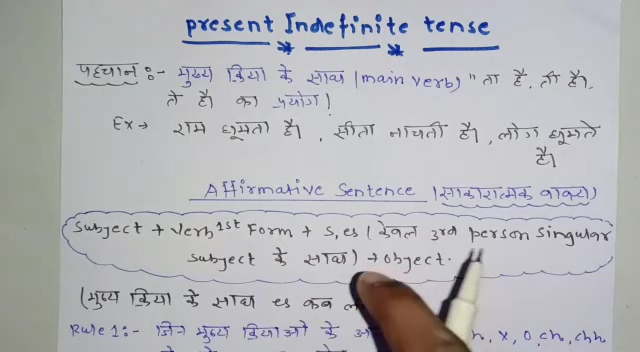 present Indefinite tense
पहचान :- मुख्य क्रिया के साथ (main verb) "ता है, ती है।
ते है। का प्रयोग।
Ex → राम घूमता है। , सीता नाचती है। , लोग घूमते
है।
Affirmative Sentence (साकारात्मक वाक्य)
Subject + Verb 1st Form + s, es (केवल 3rd person singular
subject के साथ) + object.
(मुख्य क्रिया के साथ es कब
Rule 1:- जिन मुख्य क्रियाओं के h, x, o, ch, chh